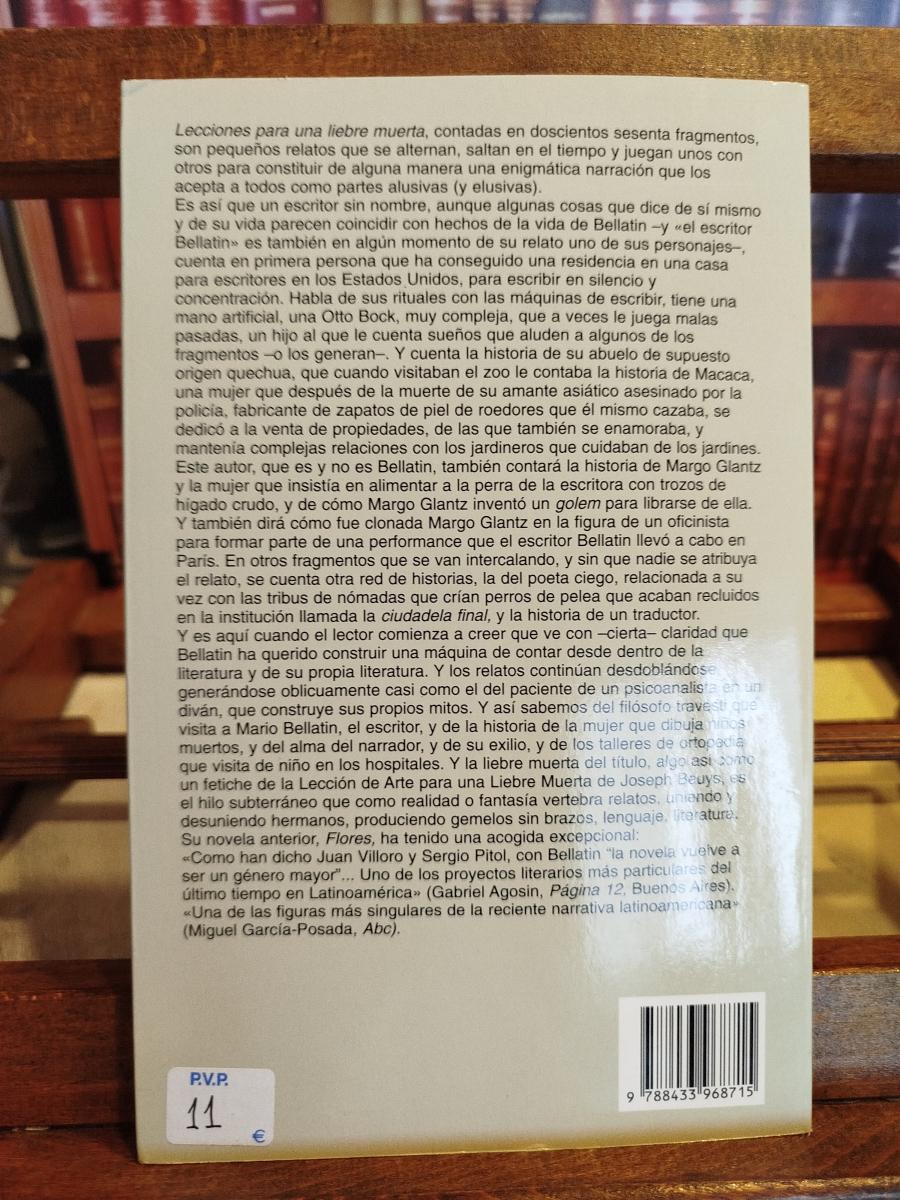 Lecciones para una liebre muerta, contadas en doscientos sesenta fragmentos,
son pequeños relatos que se alternan, saltan en el tiempo y juegan unos con
otros para constituir de alguna manera una enigmática narración que los
acepta a todos como partes alusivas (y elusivas).
Es así que un escritor sin nombre, aunque algunas cosas que dice de sí mismo
y de su vida parecen coincidir con hechos de la vida de Bellatin –y «el escritor
Bellatin» es también en algún momento de su relato uno de sus personajes–,
cuenta en primera persona que ha conseguido una residencia en una casa
para escritores en los Estados Unidos, para escribir en silencio y
concentración. Habla de sus rituales con las máquinas de escribir, tiene una
mano artificial, una Otto Bock, muy compleja, que a veces le juega malas
pasadas, un hijo al que le cuenta sueños que aluden a algunos de los
fragmentos –o los generan–. Y cuenta la historia de su abuelo de supuesto
origen quechua, que cuando visitaban el zoo le contaba la historia de Macaca,
una mujer que después de la muerte de su amante asiático asesinado por la
policía, fabricante de zapatos de piel de roedores que él mismo cazaba, se
dedicó a la venta de propiedades, de las que también se enamoraba, y
mantenía complejas relaciones con los jardineros que cuidaban de los jardines.
Este autor, que es y no es Bellatin, también contará la historia de Margo Glantz
y la mujer que insistía en alimentar a la perra de la escritora con trozos de
hígado crudo, y de cómo Margo Glantz inventó un golem para librarse de ella.
Y también dirá cómo fue clonada Margo Glantz en la figura de un oficinista
para formar parte de una performance que el escritor Bellatin llevó a cabo en
París. En otros fragmentos que se van intercalando, y sin que nadie se atribuya
el relato, se cuenta otra red de historias, la del poeta ciego, relacionada a su
vez con las tribus de nómadas que crían perros de pelea que acaban recluidos
en la institución llamada la ciudadela final, y la historia de un traductor.
Y es aquí cuando el lector comienza a creer que ve con –cierta– claridad que
Bellatin ha querido construir una máquina de contar desde dentro de la
literatura y de su propia literatura. Y los relatos continúan desdoblándose,
generándose oblicuamente casi como el del paciente de un psicoanalista en un
diván, que construye sus propios mitos. Y así sabemos del filósofo travesti que
visita a Mario Bellatin, el escritor, y de la historia de la mujer que dibuja niños
muertos, y del alma del narrador, y de su exilio, y de los talleres de ortopedia
que visita de niño en los hospitales. Y la liebre muerta del título, algo así como
un fetiche de la Lección de Arte para una Liebre Muerta de Joseph Beuys, es
el hilo subterráneo que como realidad o fantasía vertebra relatos, uniendo y
desuniendo hermanos, produciendo gemelos sin brazos, lenguaje, literatura.
Su novela anterior, Flores, ha tenido una acogida excepcional:
«Como han dicho Juan Villoro y Sergio Pitol, con Bellatin "la novela vuelve a
ser un género mayor"... Uno de los proyectos literarios más particulares del
último tiempo en Latinoamérica» (Gabriel Agosin, Página 12, Buenos Aires).
«Una de las figuras más singulares de la reciente narrativa latinoamericana»
(Miguel García-Posada, Abc).
9 788433 968715
P.V.P.
11
€